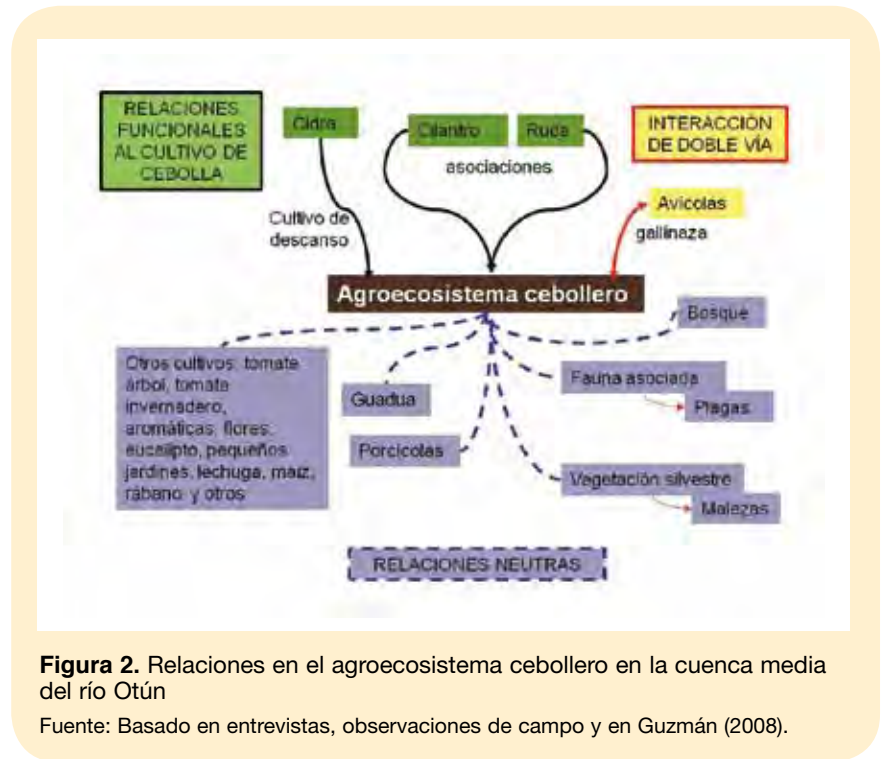 RELACIONES
FUNCIONALES
AL CULTIVO DE
CEBOLLA
Cidra
Cilantro
Ruda
asociaciones
INTERACCIÓN
DE DOBLE VÍA
Avícolas
gallinaza
Cultivo de
descanso
Agroecosistema cebollero
Otros cultivos: tomate
árbol, tomate
invernadero,
aromáticas, flores,
eucalipto, pequeños
jardines, lechuga, maíz,
rábano y otros
Guadua
Porcícolas
Bosque
Fauna asociada
Plagas
Vegetación silvestre
Malezas
RELACIONES NEUTRAS
Figura 2. Relaciones en el agroecosistema cebollero en la cuenca media
del río Otún
Fuente: Basado en entrevistas, observaciones de campo y en Guzmán (2008).